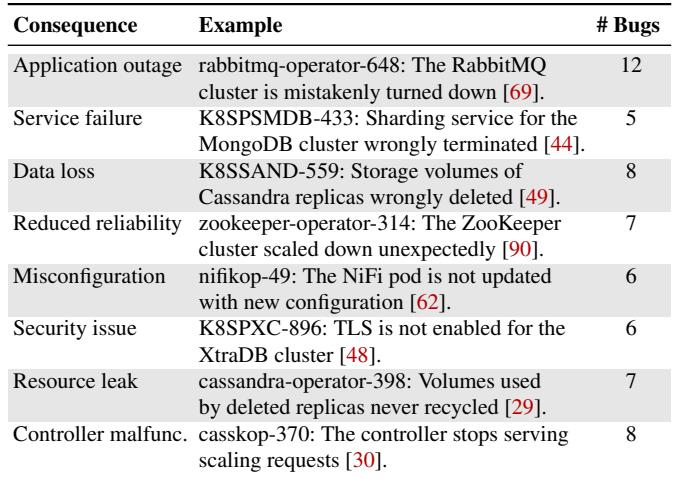 Consequence Example # Bugs
Application outage rabbitmq-operator-648: The RabbitMQ 12
cluster is mistakenly turned down [69].
Service failure K8SPSMDB-433: Sharding service for the 5
MongoDB cluster wrongly terminated [44].
Data loss K8SSAND-559: Storage volumes of 8
Cassandra replicas wrongly deleted [49].
Reduced reliability zookeeper-operator-314: The ZooKeeper 7
cluster scaled down unexpectedly [90].
Misconfiguration nifikop-49: The NiFi pod is not updated 6
with new configuration [62].
Security issue K8SPXC-896: TLS is not enabled for the 6
XtraDB cluster [48].
Resource leak cassandra-operator-398: Volumes used 7
by deleted replicas never recycled [29].
Controller malfunc. casskop-370: The controller stops serving 8
scaling requests [30].